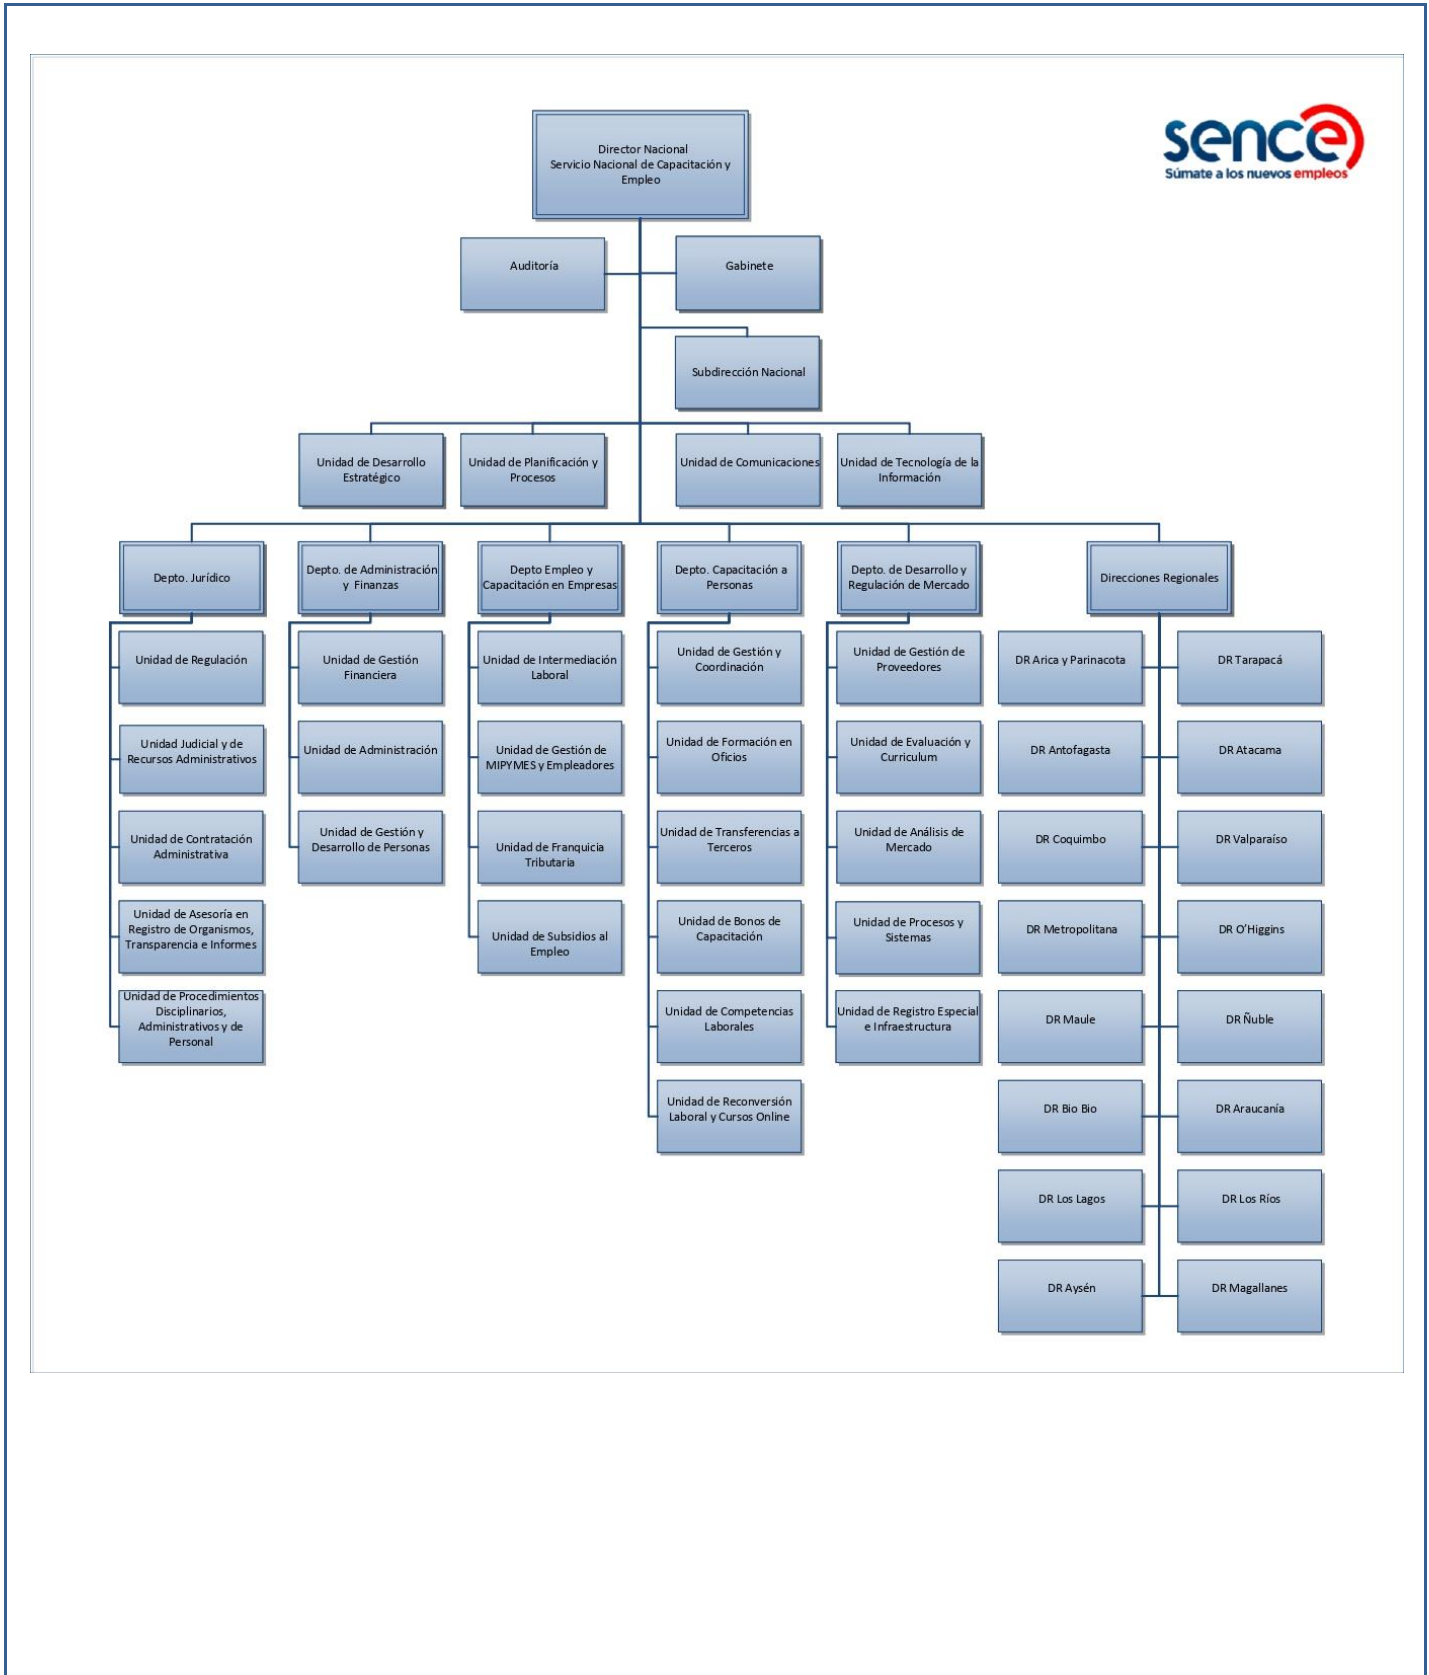 sence
Súmate a los nuevos empleos
Director Nacional
Servicio Nacional de Capacitación y
Empleo
Auditoría
Gabinete
Subdirección Nacional
Unidad de Desarrollo
Estratégico
Unidad de Planificación y
Procesos
Unidad de Comunicaciones
Unidad de Tecnología de la
Información
Depto. Jurídico
Unidad de Regulación
Unidad Judicial y de
Recursos Administrativos
Unidad de Contratación
Administrativa
Unidad de Asesoría en
Registro de Organismos,
Transparencia e Informes
Unidad de Procedimientos
Disciplinarios,
Administrativos y de
Personal
Depto. de Administración
y Finanzas
Unidad de Gestión
Financiera
Unidad de Administración
Unidad de Gestión y
Desarrollo de Personas
Depto Empleo y
Capacitación en Empresas
Unidad de Intermediación
Laboral
Unidad de Gestión de
MIPYMES y Empleadores
Unidad de Franquicia
Tributaria
Unidad de Subsidios al
Empleo
Depto. Capacitación a
Personas
Unidad de Gestión y
Coordinación
Unidad de Formación en
Oficios
Unidad de Transferencias a
Terceros
Unidad de Bonos de
Capacitación
Unidad de Competencias
Laborales
Unidad de Reconversión
Laboral y Cursos Online
Depto. de Desarrollo y
Regulación de Mercado
Unidad de Gestión de
Proveedores
Unidad de Evaluación y
Curriculum
Unidad de Análisis de
Mercado
Unidad de Procesos y
Sistemas
Unidad de Registro Especial
e Infraestructura
Direcciones Regionales
DR Arica y Parinacota
DR Tarapacá
DR Antofagasta
DR Atacama
DR Coquimbo
DR Valparaíso
DR Metropolitana
DR O'Higgins
DR Maule
DR Ñuble
DR Bio Bio
DR Araucanía
DR Los Lagos
DR Los Ríos
DR Aysén
DR Magallanes